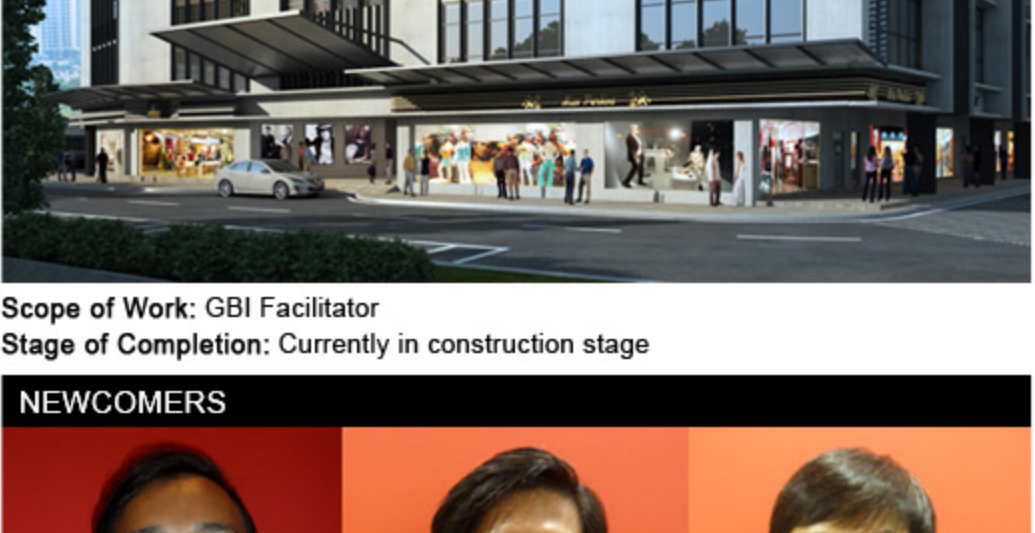 Scope of Work: GBI Facilitator
Stage of Completion: Currently in construction stage
NEWCOMERS